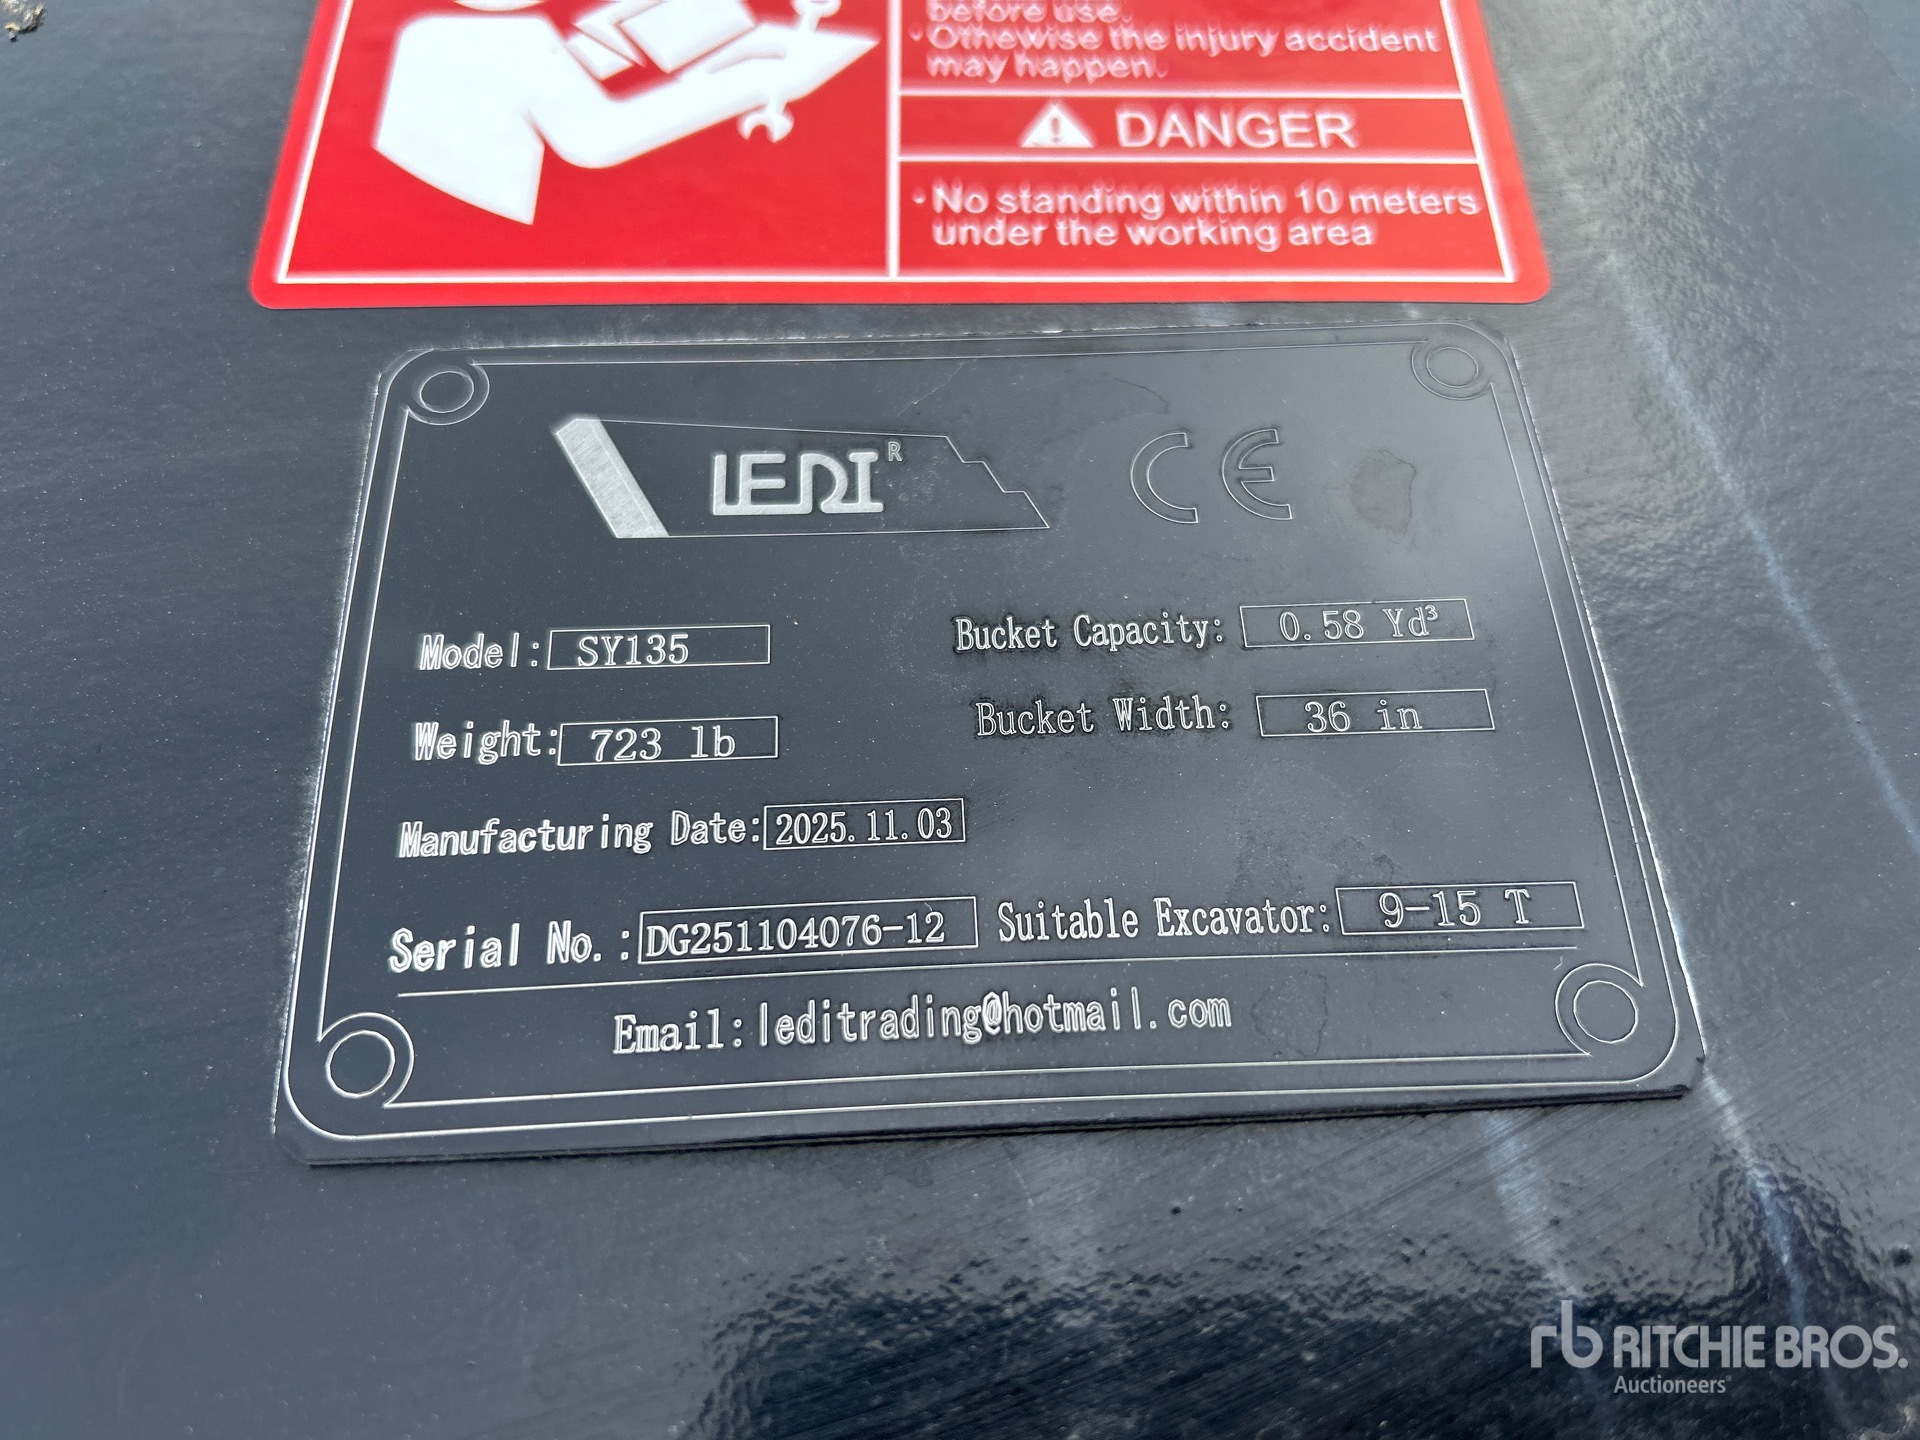 before use.
• Othewise the injury accident
may happen.
DANGER
• No standing within 10 meters
under the working area
LEDI R
CE
Model: SY135
Bucket Capacity: 0.58 Yd³
Weight: 723 lb
Bucket Width: 36 in
Manufacturing Date: 2025.11.03
Serial No.: DG251104076-12
Suitable Excavator: 9-15 T
Email:leditrading@hotmail.com
rb RITCHIE BROS.
Auctioneers